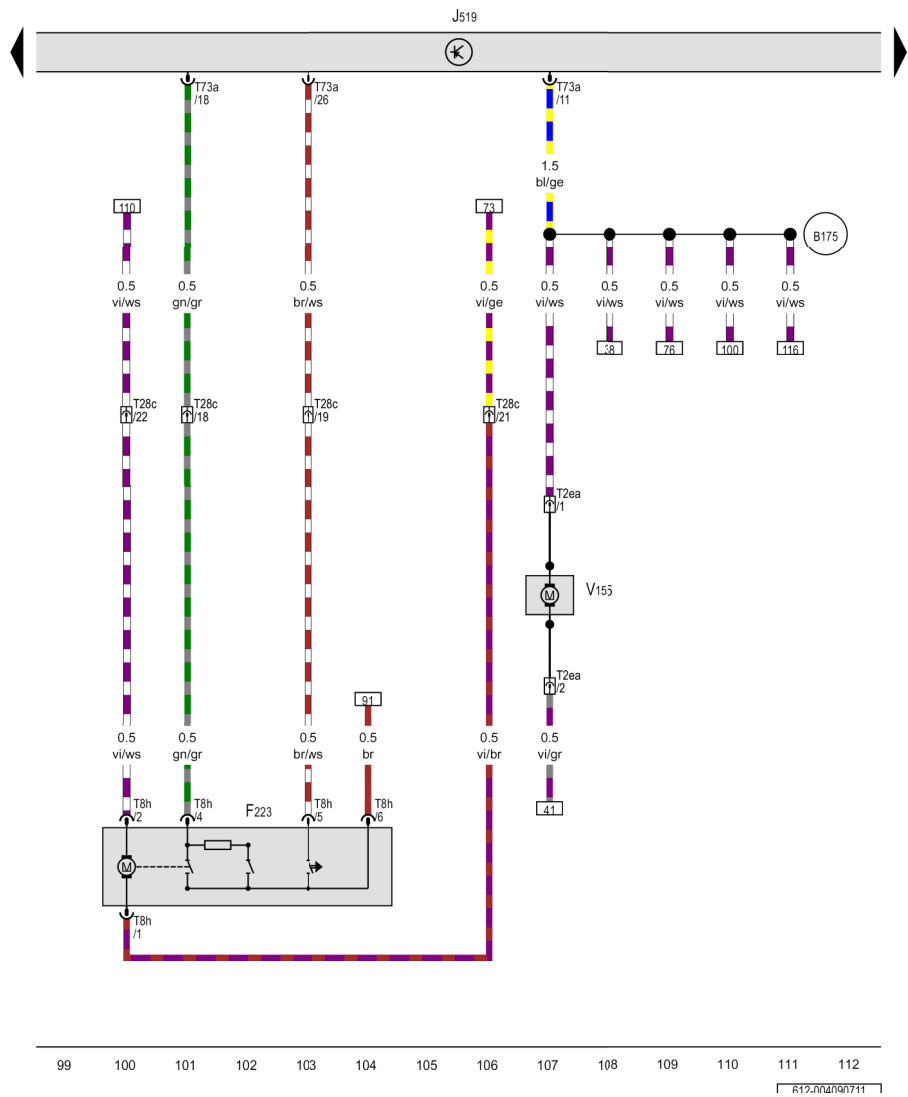 J519
T73a
/18
T73a
/26
T73a
/11
1.5
bl/ge
110
73
B175
0.5
vi/ws
0.5
gn/gr
0.5
br/ws
0.5
vi/ge
0.5
vi/ws
0.5
vi/ws
0.5
vi/ws
0.5
vi/ws
0.5
vi/ws
38
76
100
116
T28c
/22
T28c
/18
T28c
/19
T28c
/21
T2ea
/1
M
V155
T2ea
/2
91
0.5
vi/ws
0.5
gn/gr
0.5
br/ws
0.5
br
0.5
vi/br
0.5
vi/gr
41
T8h
/2
T8h
/4
F223
T8h
/5
T8h
/6
M
T8h
/1
99 100 101 102 103 104 105 106 107 108 109 110 111 112
612-004090711